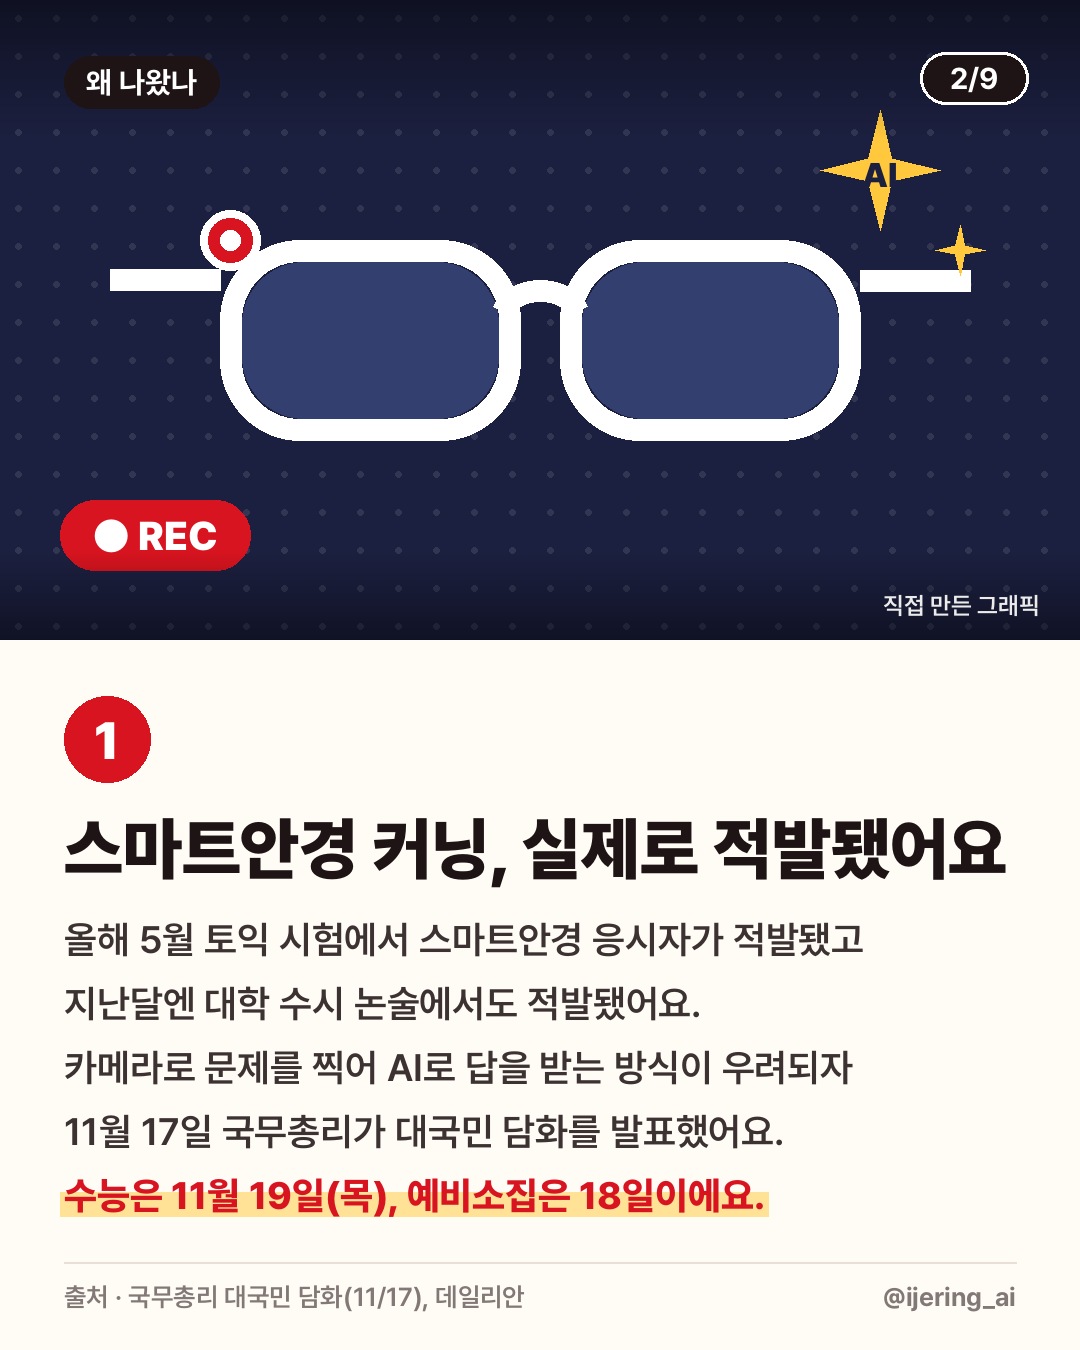 왜 나왔나
2/9
AI
REC
직접 만든 그래픽
1
스마트안경 커닝, 실제로 적발됐어요
올해 5월 토익 시험에서 스마트안경 응시자가 적발됐고
지난달엔 대학 수시 논술에서도 적발됐어요.
카메라로 문제를 찍어 AI로 답을 받는 방식이 우려되자
11월 17일 국무총리가 대국민 담화를 발표했어요.
수능은 11월 19일(목), 예비소집은 18일이에요.
출처 · 국무총리 대국민 담화(11/17), 데일리안
@ijering_ai